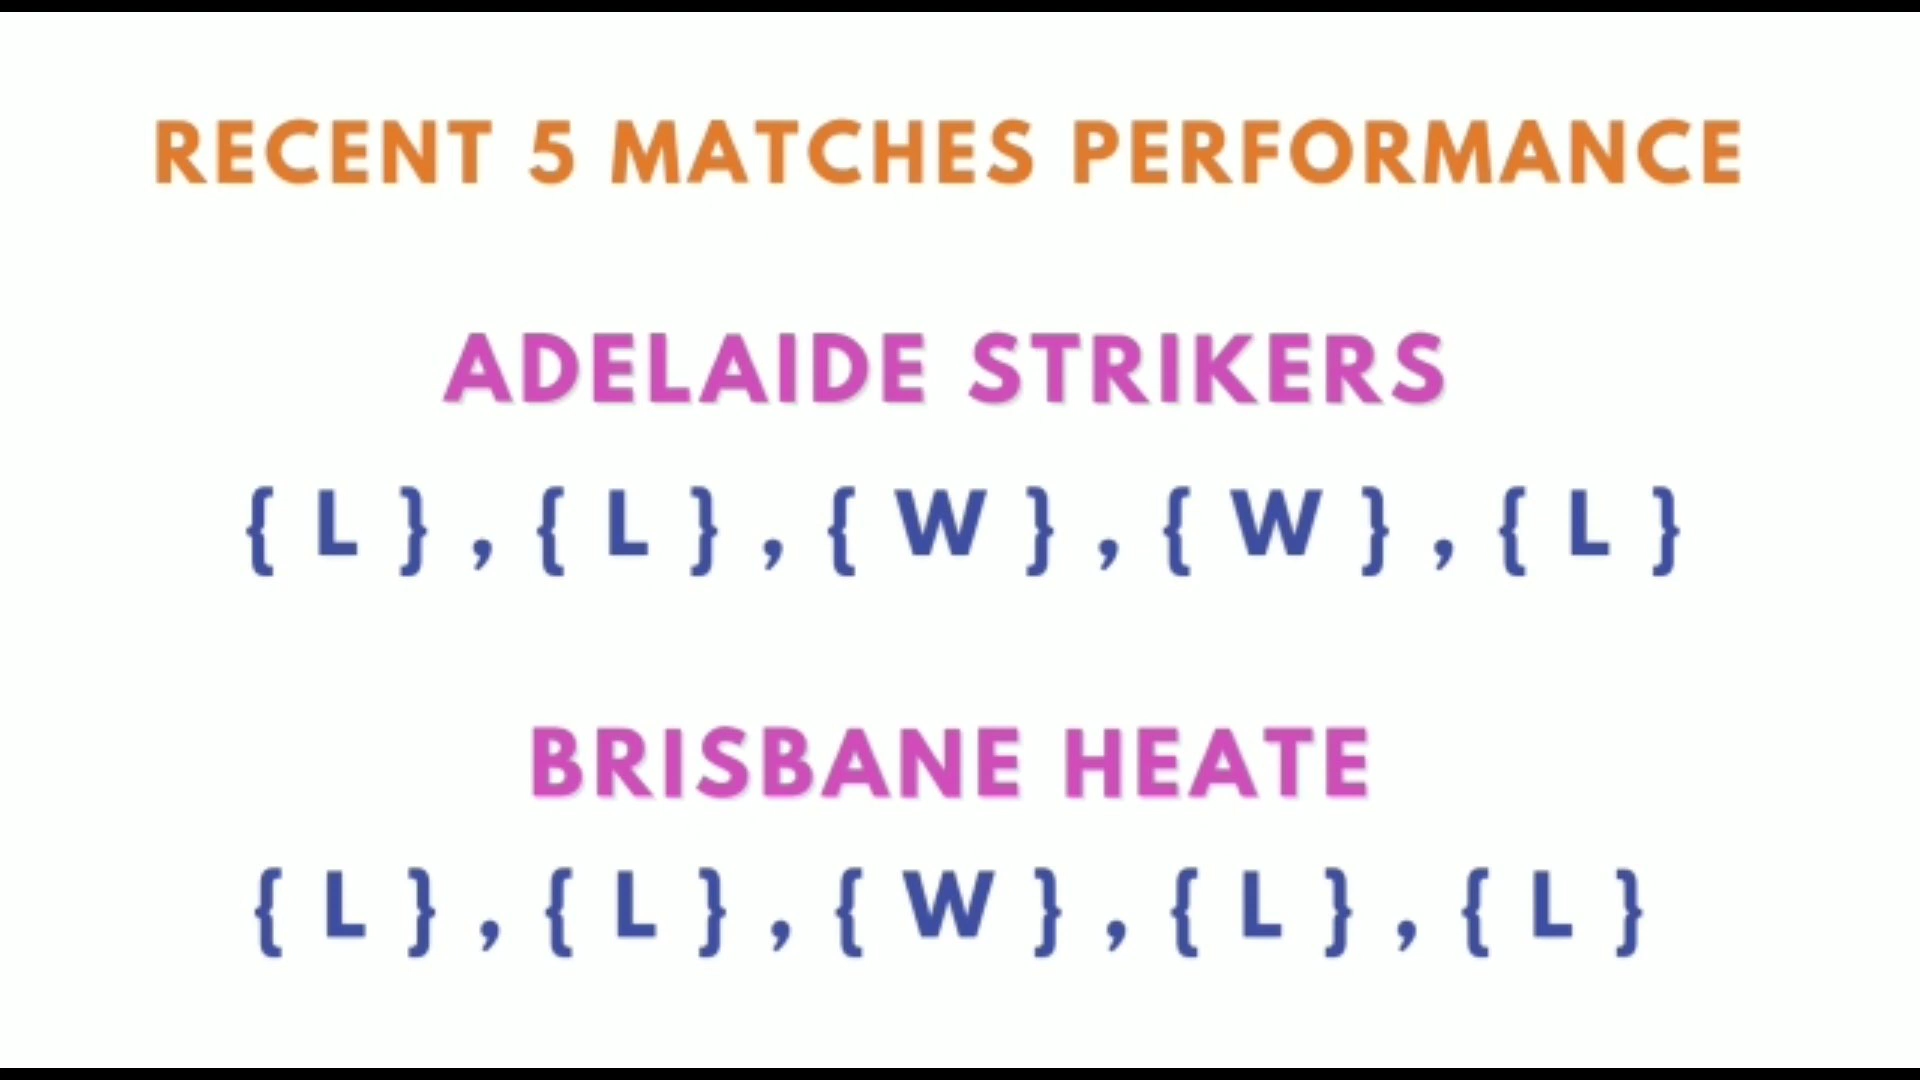 RECENT 5 MATCHES PERFORMANCE
ADELAIDE STRIKERS
{ L } , { L } , { W } , { W } , { L }
BRISBANE HEATE
{ L } , { L } , { W } , { L } , { L }